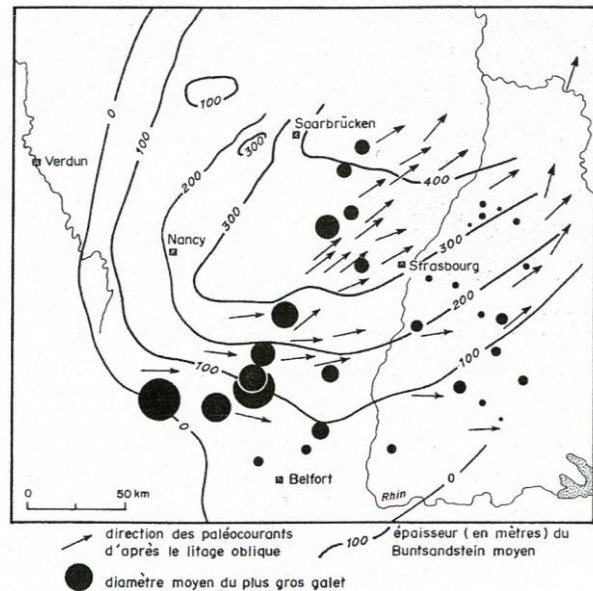 0
100
100
200
300
300
Saarbrücken
Verdun
400
Nancy
300
Strasbourg
200
100
100
0
Belfort
0
Rhin
0 50 km
direction des paléocourants
d'après le litage oblique
100
épaisseur (en mètres) du
Buntsandstein moyen
diamètre moyen du plus gros galet